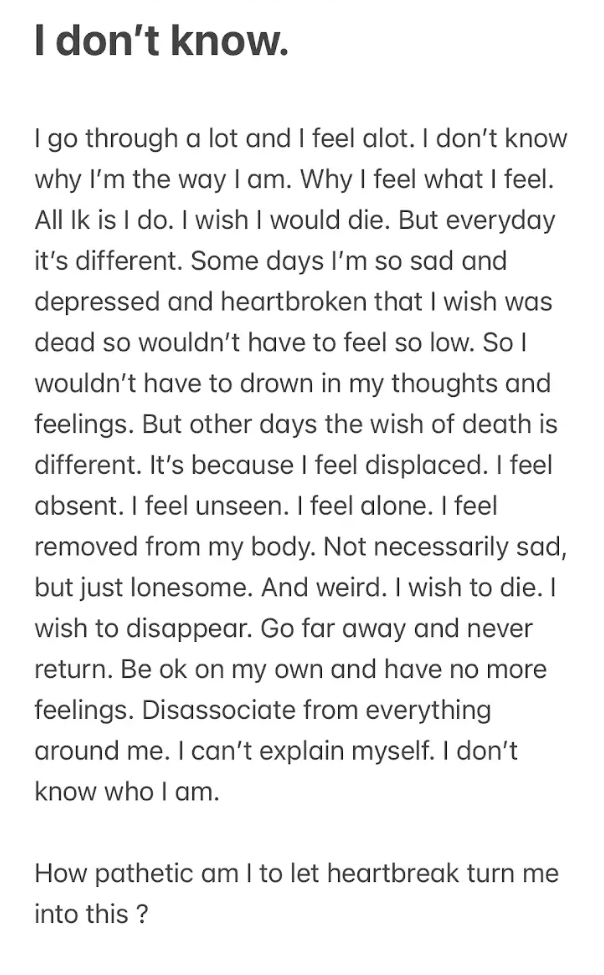 I don't know.
I go through a lot and I feel alot. I don't know
why I'm the way I am. Why I feel what I feel.
All Ik is I do. I wish I would die. But everyday
it's different. Some days I'm so sad and
depressed and heartbroken that I wish was
dead so wouldn't have to feel so low. So I
wouldn't have to drown in my thoughts and
feelings. But other days the wish of death is
different. It's because I feel displaced. I feel
absent. I feel unseen. I feel alone. I feel
removed from my body. Not necessarily sad,
but just lonesome. And weird. I wish to die. I
wish to disappear. Go far away and never
return. Be ok on my own and have no more
feelings. Disassociate from everything
around me. I can't explain myself. I don't
know who I am.
How pathetic am I to let heartbreak turn me
into this ?